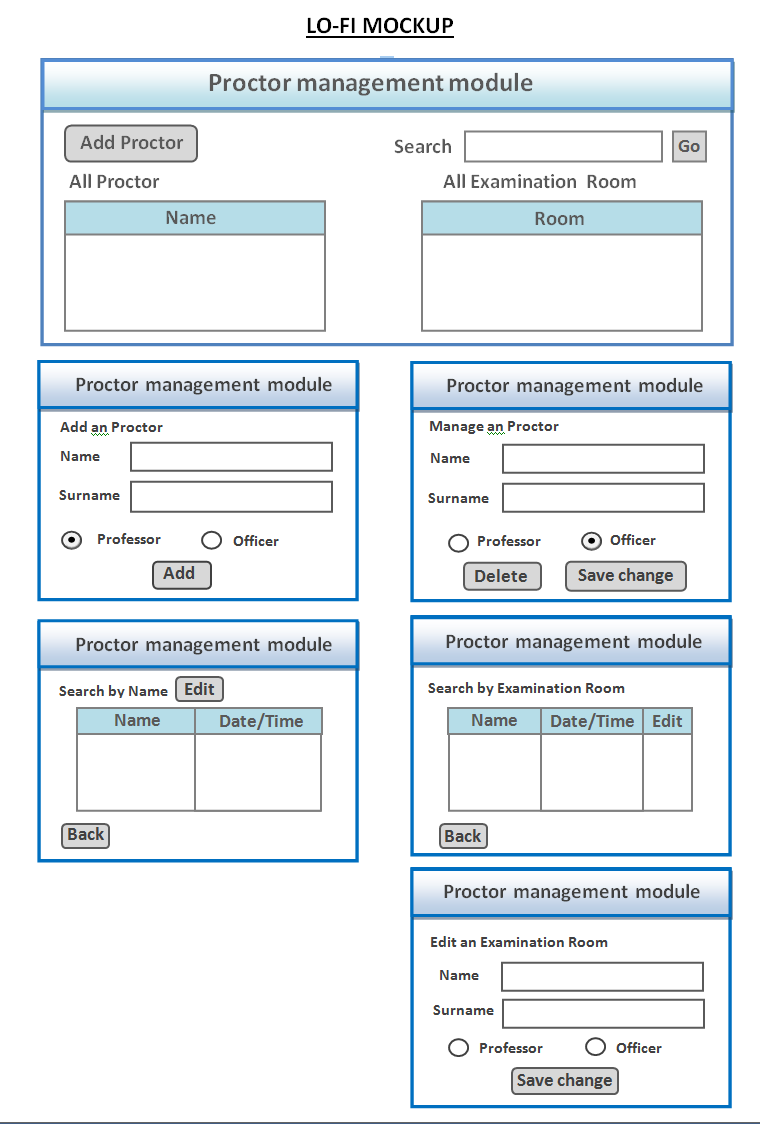 LO-FI MOCKUP
Proctor management module
Add Proctor
Search
Go
All Proctor
All Examination Room
Name
Room
Proctor management module
Add an Proctor
Name
Surname
Professor
Officer
Add
Proctor management module
Manage an Proctor
Name
Surname
Professor
Officer
Delete
Save change
Proctor management module
Search by Name
Edit
Name
Date/Time
Back
Proctor management module
Search by Examination Room
Name
Date/Time
Edit
Back
Proctor management module
Edit an Examination Room
Name
Surname
Professor
Officer
Save change